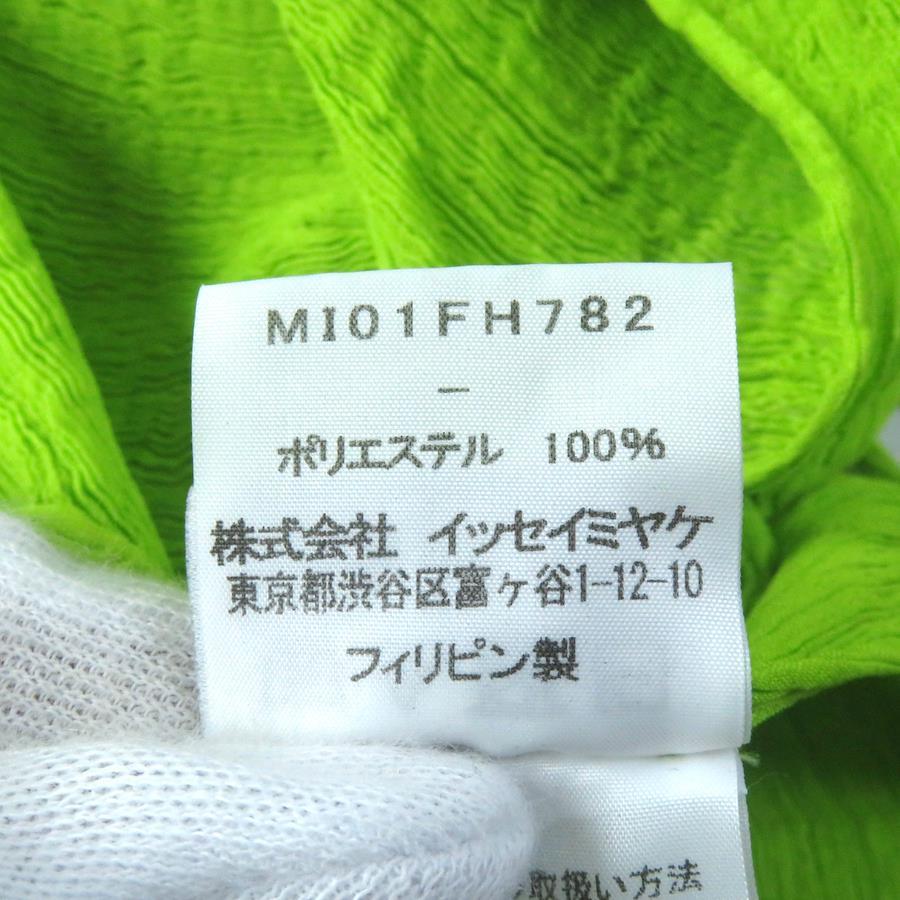 MI01FH782
–
ポリエステル 100%
株式会社 イッセイミヤケ
東京都渋谷区富ヶ谷1-12-10
フィリピン製
取扱い方法